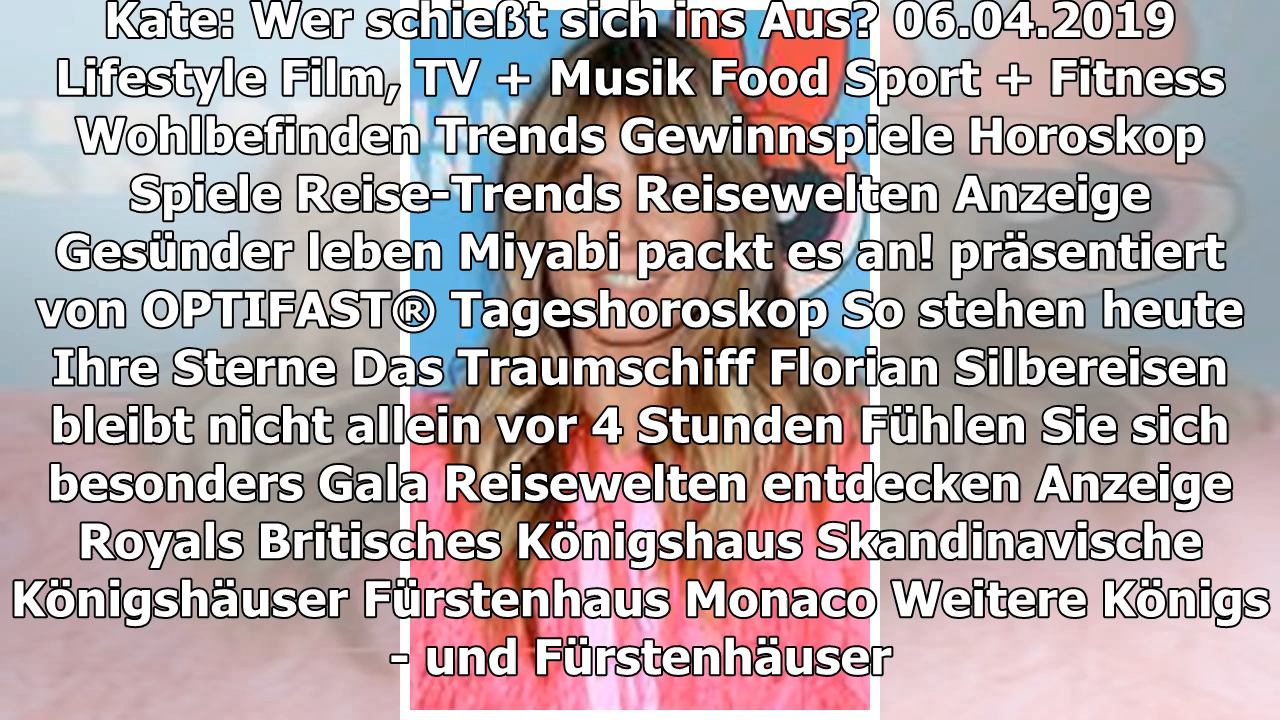 Kate: Wer schießt sich ins Aus? 06.04.2019
Lifestyle Film, TV + Musik Food Sport + Fitness
Wohlbefinden Trends Gewinnspiele Horoskop
Spiele Reise-Trends Reisewelten Anzeige
Gesünder leben Miyabi packt es an! präsentiert
von OPTIFAST® Tageshoroskop So stehen heute
Ihre Sterne Das Traumschiff Florian Silbereisen
bleibt nicht allein vor 4 Stunden Fühlen Sie sich
besonders Gala Reisewelten entdecken Anzeige
Royals Britisches Königshaus Skandinavische
Königshäuser Fürstenhaus Monaco Weitere Königs
- und Fürstenhäuser